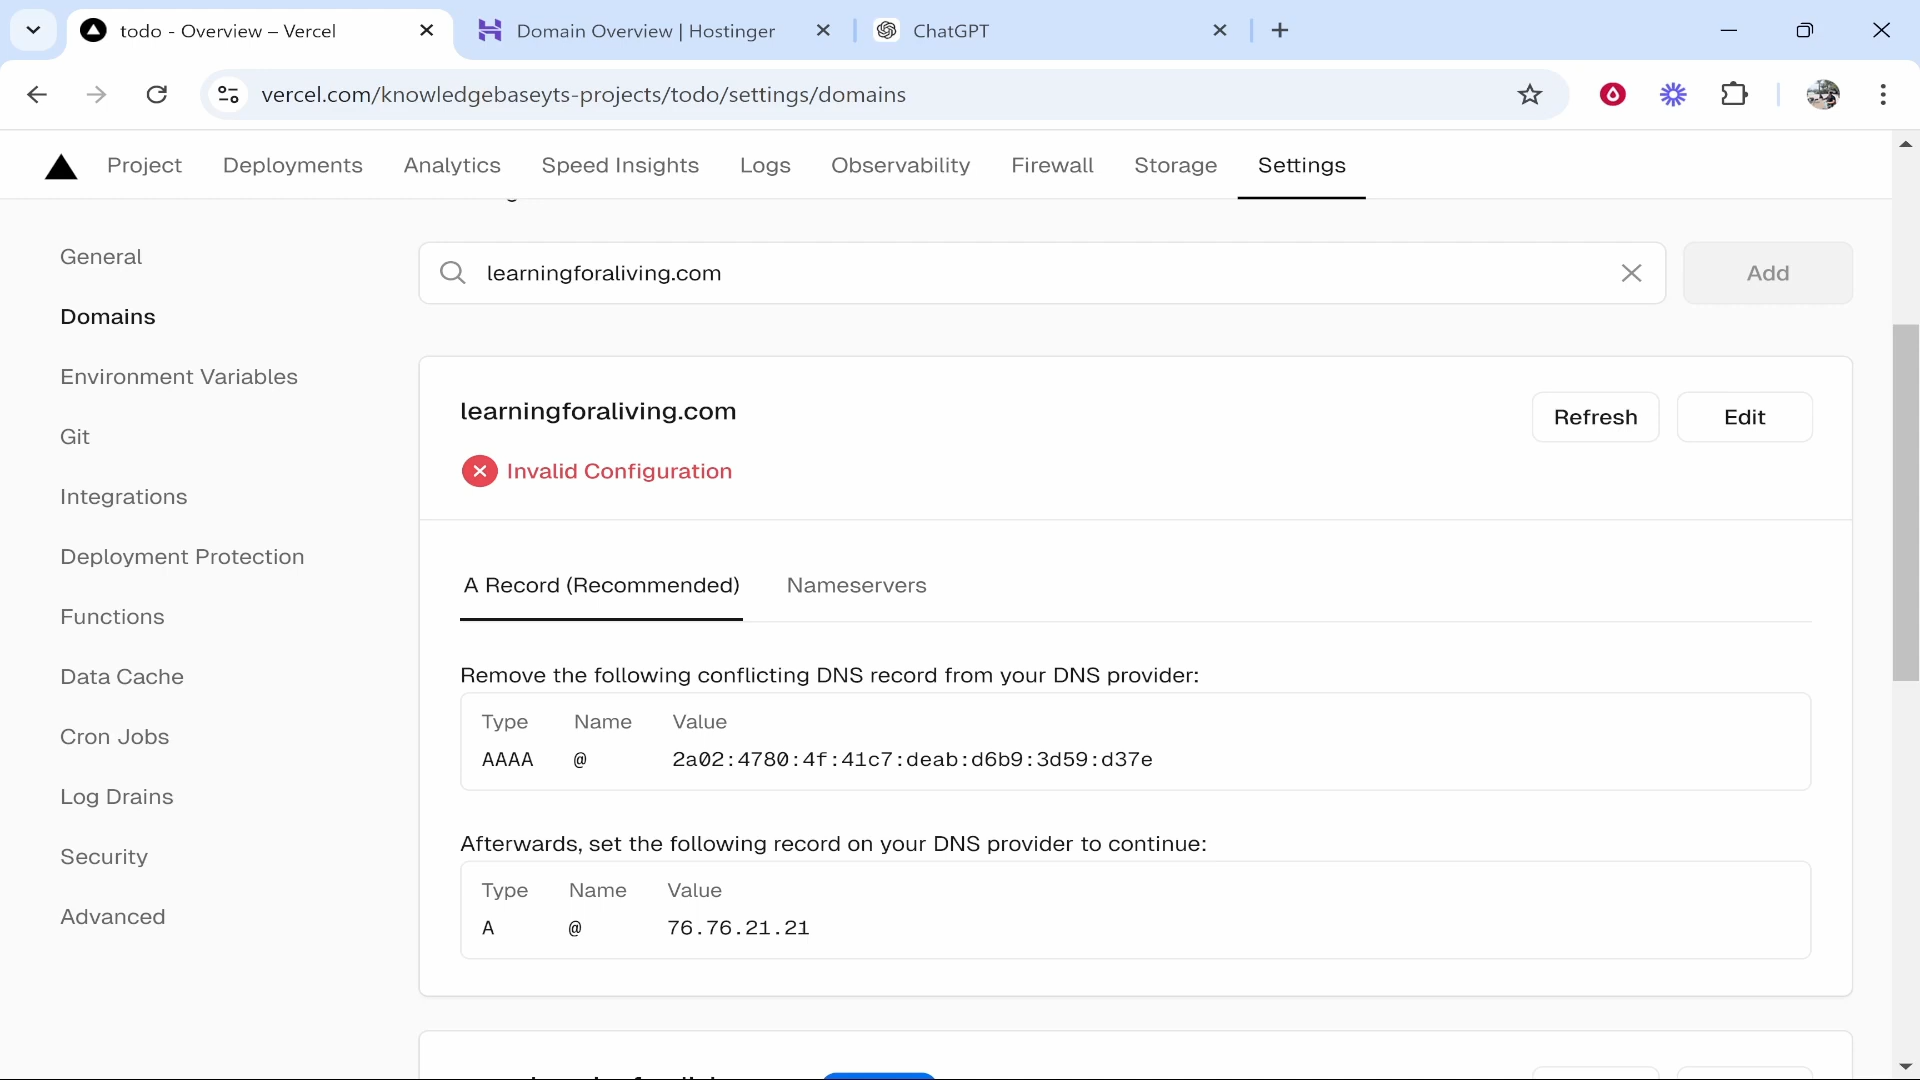 todo - Overview – Vercel
Domain Overview | Hostinger
ChatGPT
vercel.com/knowledgebaseyts-projects/todo/settings/domains
Project Deployments Analytics Speed Insights Logs Observability Firewall Storage Settings
General
Domains
Environment Variables
Git
Integrations
Deployment Protection
Functions
Data Cache
Cron Jobs
Log Drains
Security
Advanced
learningforaliving.com
Add
learningforaliving.com
Refresh Edit
Invalid Configuration
A Record (Recommended) Nameservers
Remove the following conflicting DNS record from your DNS provider:
Type Name Value
AAAA @ 2a02:4780:4f:41c7:deab:d6b9:3d59:d37e
Afterwards, set the following record on your DNS provider to continue:
Type Name Value
A @ 76.76.21.21